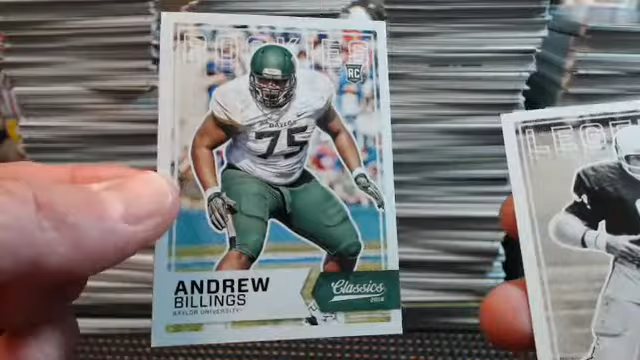 ROOKIES
RC
BAYLOR
75
ANDREW
BILLINGS
BAYLOR UNIVERSITY
Classics
2016
LEGE